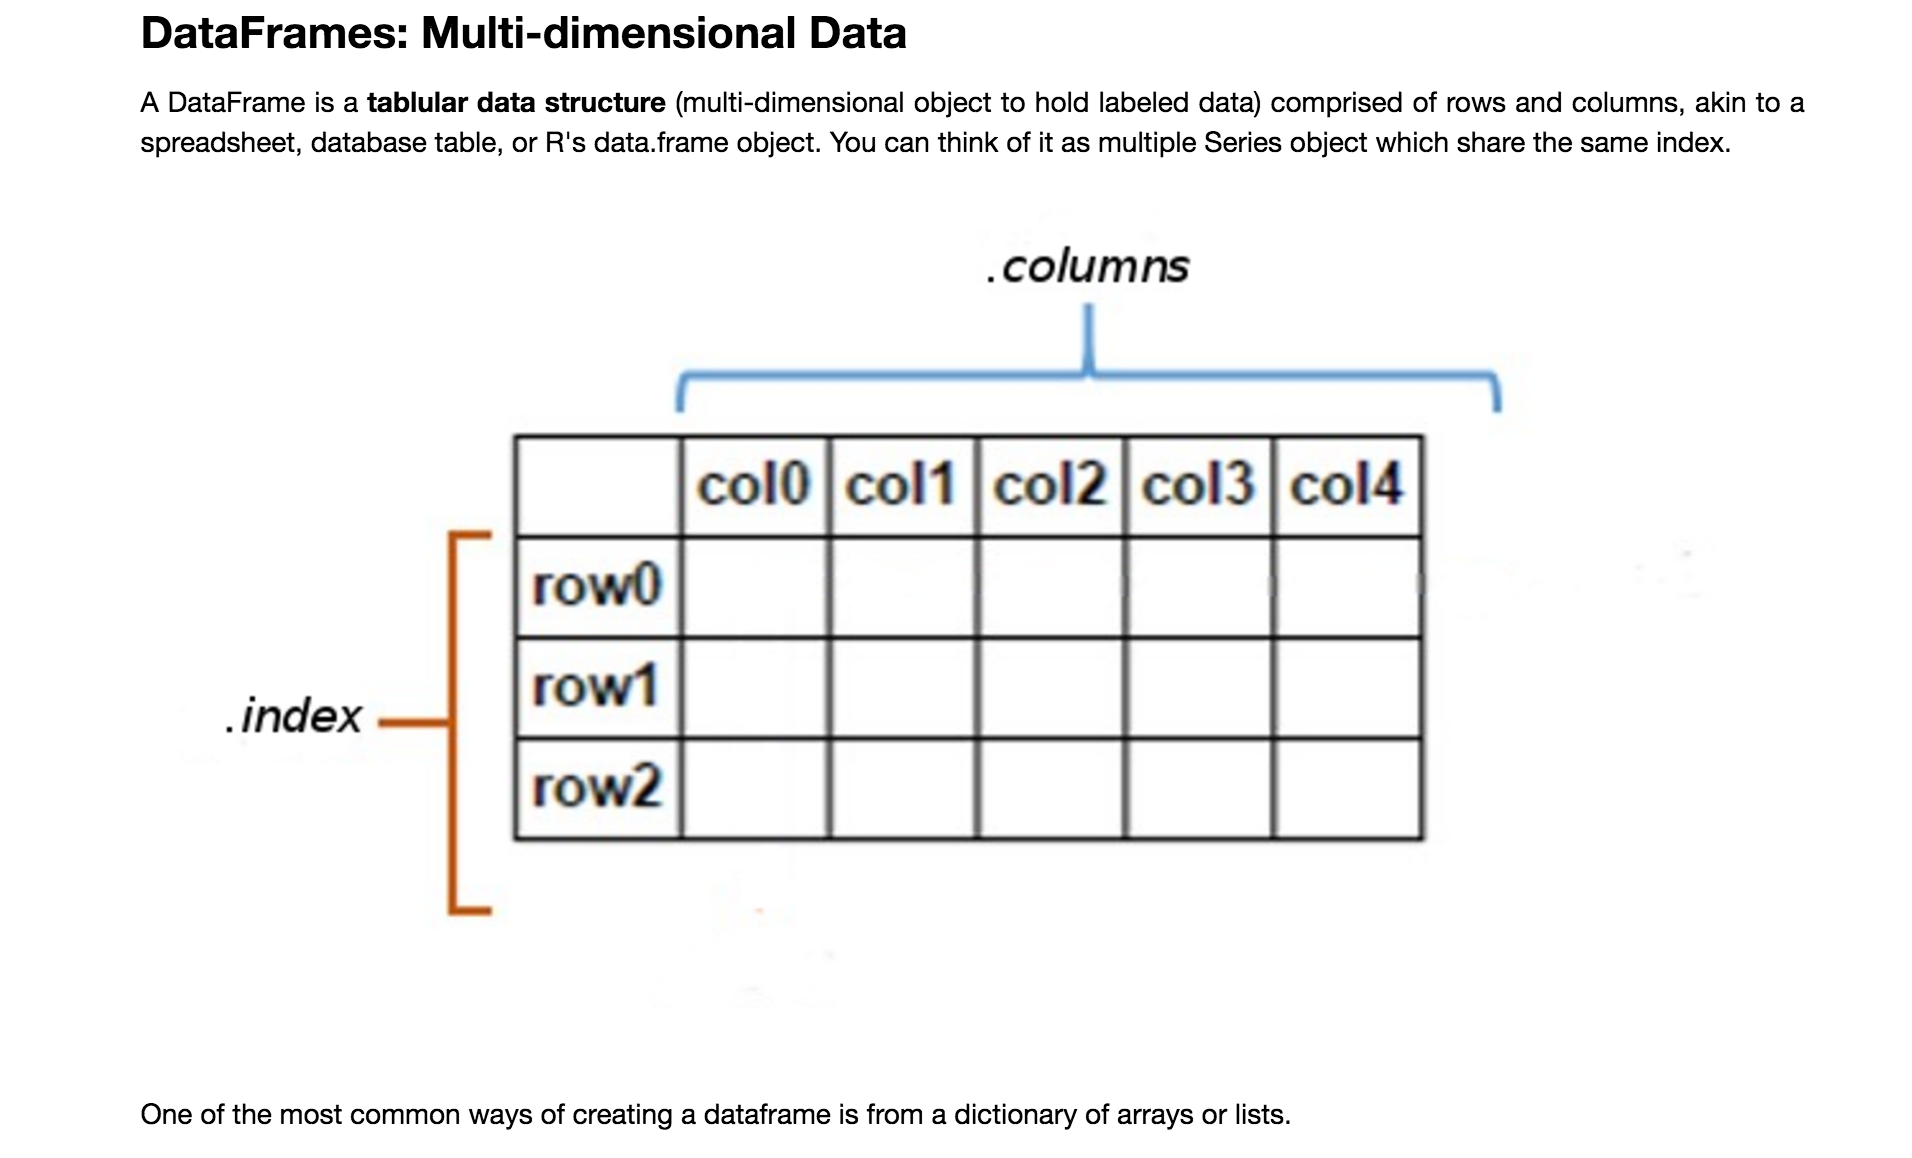 DataFrames: Multi-dimensional Data
A DataFrame is a tablular data structure (multi-dimensional object to hold labeled data) comprised of rows and columns, akin to a
spreadsheet, database table, or R's data.frame object. You can think of it as multiple Series object which share the same index.
.columns
col0 col1 col2 col3 col4
row0
row1
.index
row2
One of the most common ways of creating a dataframe is from a dictionary of arrays or lists.